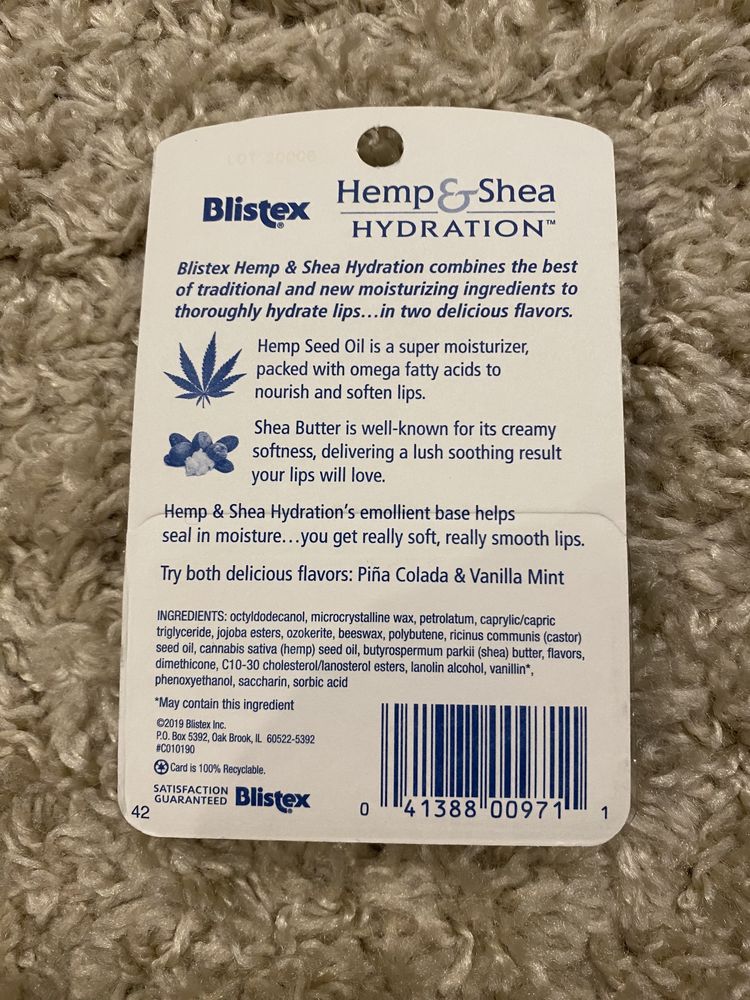 Blistex®
Hemp & Shea
HYDRATION™
Blistex Hemp & Shea Hydration combines the best
of traditional and new moisturizing ingredients to
thoroughly hydrate lips...in two delicious flavors.
Hemp Seed Oil is a super moisturizer,
packed with omega fatty acids to
nourish and soften lips.
Shea Butter is well-known for its creamy
softness, delivering a lush soothing result
your lips will love.
Hemp & Shea Hydration's emollient base helps
seal in moisture...you get really soft, really smooth lips.
Try both delicious flavors: Piña Colada & Vanilla Mint
INGREDIENTS: octyldodecanol, microcrystalline wax, petrolatum, caprylic/capric
triglyceride, jojoba esters, ozokerite, beeswax, polybutene, ricinus communis (castor)
seed oil, cannabis sativa (hemp) seed oil, butyrospermum parkii (shea) butter, flavors,
dimethicone, C10-30 cholesterol/lanosterol esters, lanolin alcohol, vanillin*,
phenoxyethanol, saccharin, sorbic acid
*May contain this ingredient
©2019 Blistex Inc.
P.O. Box 5392, Oak Brook, IL 60522-5392
#C010190
Card is 100% Recyclable.
SATISFACTION
GUARANTEED Blistex®
42
0 41388 00971 1